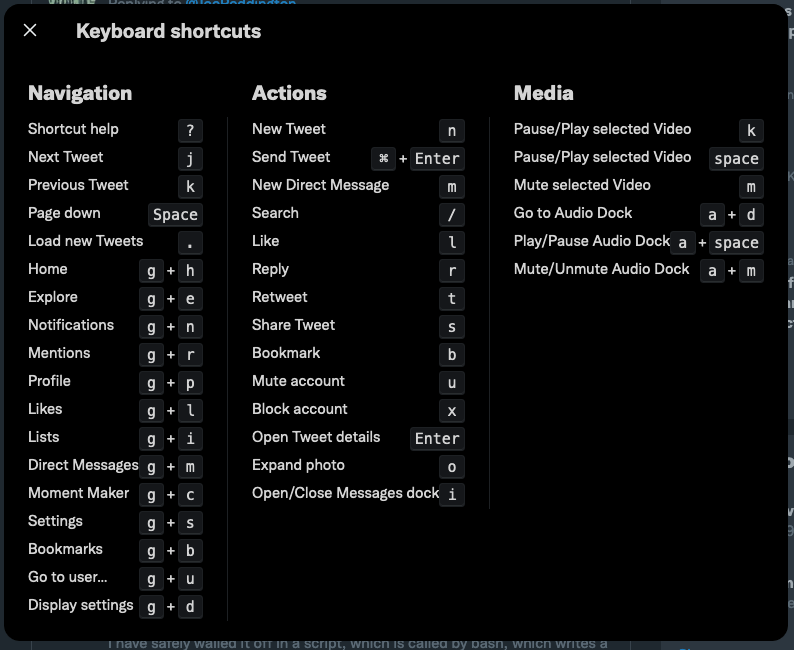 Replying to @JoeReddington
Keyboard shortcuts
Navigation
Shortcut help ?
Next Tweet j
Previous Tweet k
Page down Space
Load new Tweets .
Home g + h
Explore g + e
Notifications g + n
Mentions g + r
Profile g + p
Likes g + l
Lists g + i
Direct Messages g + m
Moment Maker g + c
Settings g + s
Bookmarks g + b
Go to user... g + u
Display settings g + d
Actions
New Tweet n
Send Tweet ⌘ + Enter
New Direct Message m
Search /
Like l
Reply r
Retweet t
Share Tweet s
Bookmark b
Mute account u
Block account x
Open Tweet details Enter
Expand photo o
Open/Close Messages dock i
Media
Pause/Play selected Video k
Pause/Play selected Video space
Mute selected Video m
Go to Audio Dock a + d
Play/Pause Audio Dock a + space
Mute/Unmute Audio Dock a + m
I have safely walled it off in a script, which is called by bash, which writes a